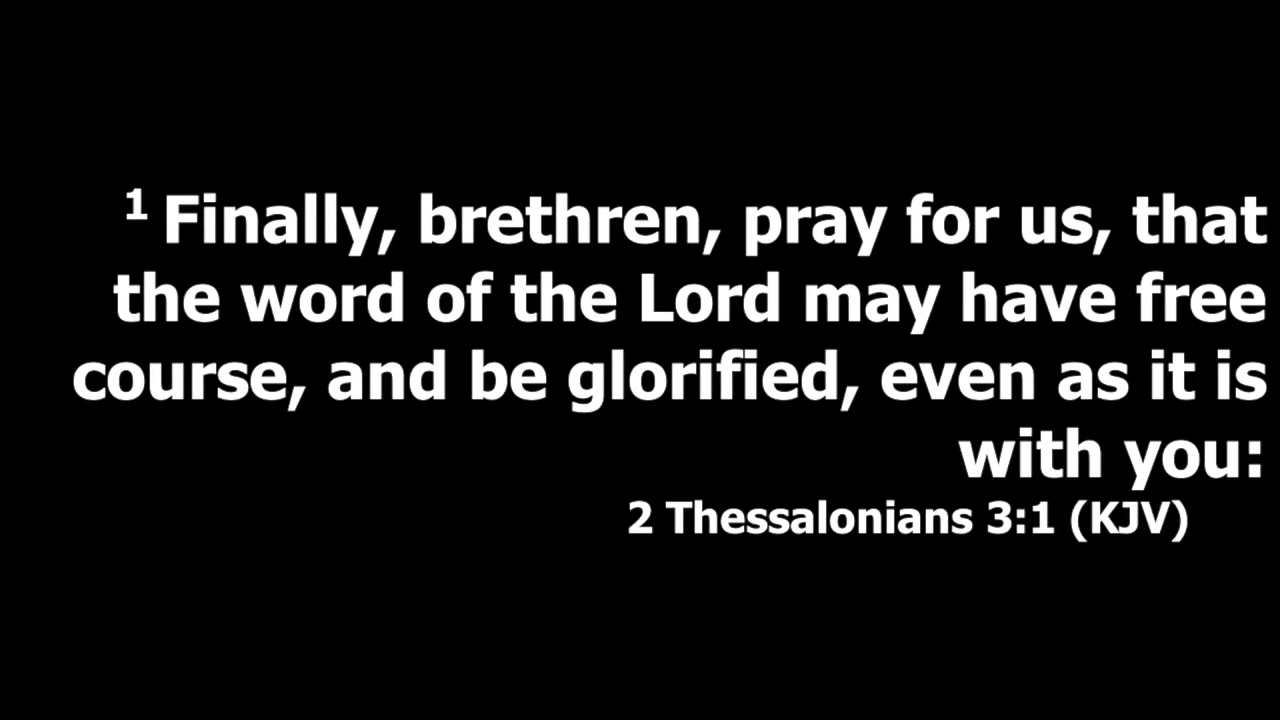 1 Finally, brethren, pray for us, that
the word of the Lord may have free
course, and be glorified, even as it is
with you:
2 Thessalonians 3:1 (KJV)